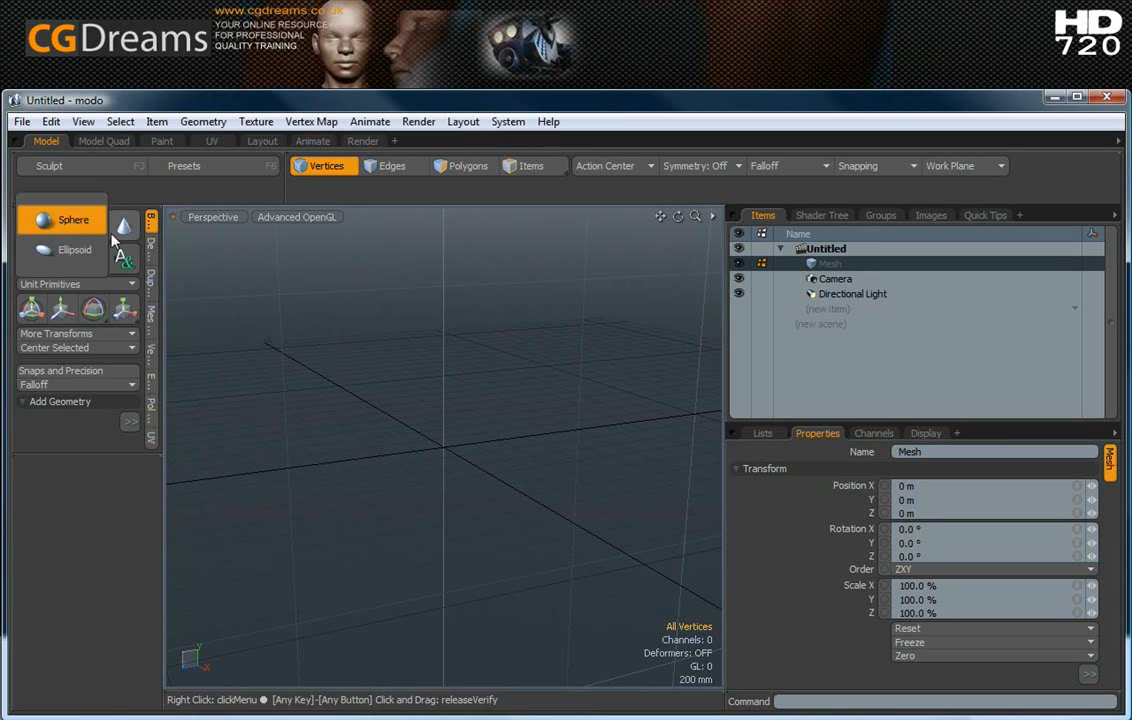 www.cgdreams.co.uk
CGDreams
YOUR ONLINE RESOURCE
FOR PROFESSIONAL
QUALITY TRAINING.
HD
720
Untitled - modo
File Edit View Select Item Geometry Texture Vertex Map Animate Render Layout System Help
Model Model Quad Paint UV Layout Animate Render +
Sculpt F3 Presets F6 Vertices Edges Polygons Items Action Center Symmetry: Off Falloff Snapping Work Plane
Sphere
Ellipsoid
Unit Primitives
More Transforms
Center Selected
Snaps and Precision
Falloff
Add Geometry
>>
B...
De...
Dup...
Mes...
Ve...
E...
Pol...
UV
Perspective Advanced OpenGL
All Vertices
Channels: 0
Deformers: OFF
GL: 0
200 mm
Y
X
Right Click: clickMenu ● [Any Key]-[Any Button] Click and Drag: releaseVerify
Items Shader Tree Groups Images Quick Tips +
Name
Untitled
Mesh
Camera
Directional Light
(new item)
(new scene)
Lists Properties Channels Display +
Name Mesh
Mesh
Transform
Position X 0 m
Y 0 m
Z 0 m
Rotation X 0.0 °
Y 0.0 °
Z 0.0 °
Order ZXY
Scale X 100.0 %
Y 100.0 %
Z 100.0 %
Reset
Freeze
Zero
>>
Command